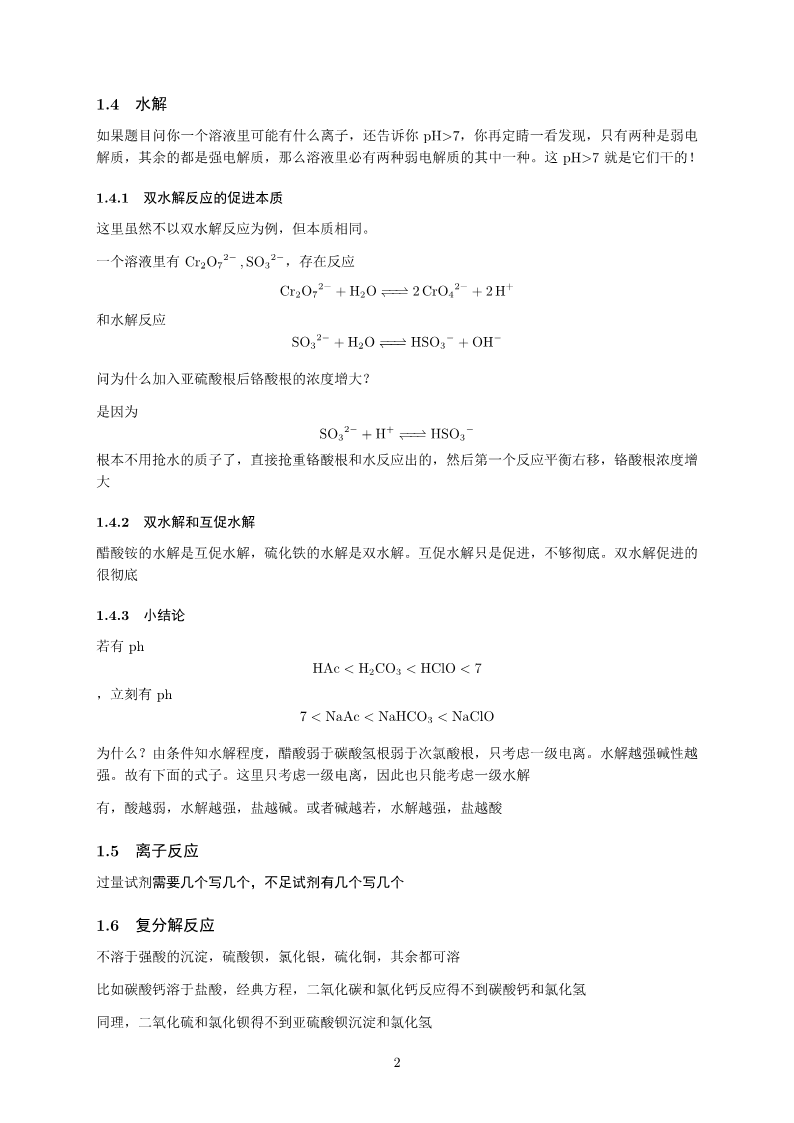 1.4 水解
如果题目问你一个溶液里可能有什么离子，还告诉你 pH>7，你再定睛一看发现，只有两种是弱电
解质，其余的都是强电解质，那么溶液里必有两种弱电解质的其中一种。这 pH>7 就是它们干的！
1.4.1 双水解反应的促进本质
这里虽然不以双水解反应为例，但本质相同。
一个溶液里有 Cr₂O₇²⁻ , SO₃²⁻，存在反应
Cr₂O₇²⁻ + H₂O ⇌ 2 CrO₄²⁻ + 2 H⁺
和水解反应
SO₃²⁻ + H₂O ⇌ HSO₃⁻ + OH⁻
问为什么加入亚硫酸根后铬酸根的浓度增大？
是因为
SO₃²⁻ + H⁺ ⇌ HSO₃⁻
根本不用抢水的质子了，直接抢重铬酸根和水反应出的，然后第一个反应平衡右移，铬酸根浓度增
大
1.4.2 双水解和互促水解
醋酸铵的水解是互促水解，硫化铁的水解是双水解。互促水解只是促进，不够彻底。双水解促进的
很彻底
1.4.3 小结论
若有 ph
HAc < H₂CO₃ < HClO < 7
，立刻有 ph
7 < NaAc < NaHCO₃ < NaClO
为什么？由条件知水解程度，醋酸弱于碳酸氢根弱于次氯酸根，只考虑一级电离。水解越强碱性越
强。故有下面的式子。这里只考虑一级电离，因此也只能考虑一级水解
有，酸越弱，水解越强，盐越碱。或者碱越若，水解越强，盐越酸
1.5 离子反应
过量试剂需要几个写几个，不足试剂有几个写几个
1.6 复分解反应
不溶于强酸的沉淀，硫酸钡，氯化银，硫化铜，其余都可溶
比如碳酸钙溶于盐酸，经典方程，二氧化碳和氯化钙反应得不到碳酸钙和氯化氢
同理，二氧化硫和氯化钡得不到亚硫酸钡沉淀和氯化氢
2